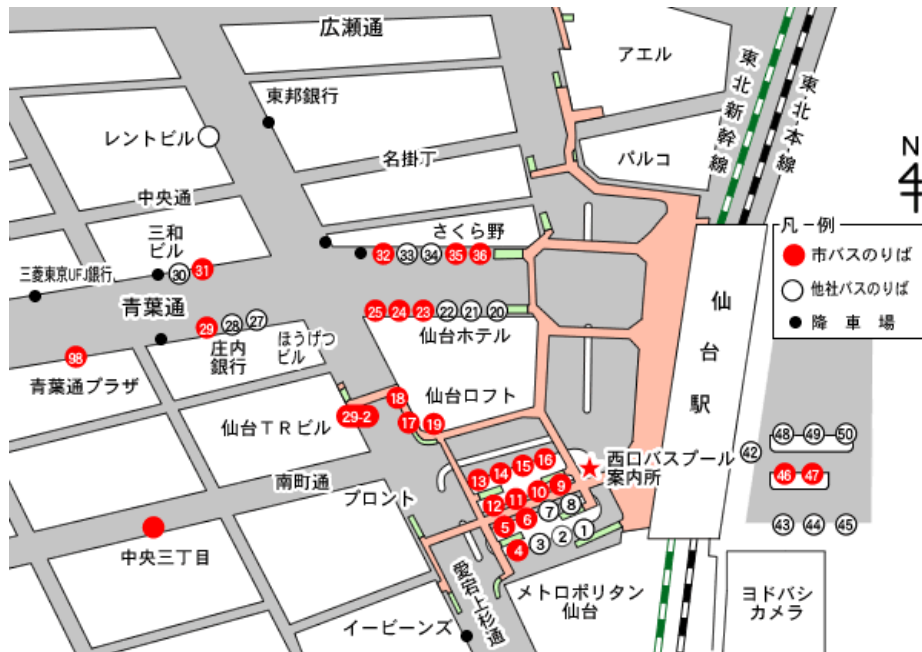 広瀬通
アエル
東北新幹線
東北本線
東邦銀行
レントビル
パルコ
N
名掛丁
中央通
凡-例
市バスのりば
他社バスのりば
降車場
さくら野
三和
ビル
32
33
34
35
36
30
31
三菱東京UFJ銀行
仙台駅
青葉通
25
24
23
22
21
20
29
28
27
仙台ホテル
庄内
銀行
ほうげつ
ビル
98
青葉通プラザ
仙台ロフト
18
29-2
17
19
仙台TRビル
48
49
50
42
西口バスプール
案内所
16
15
14
13
46
47
南町通
プロント
9
10
11
12
8
7
6
5
43
44
45
中央三丁目
4
3
2
1
愛宕上杉通
メトロポリタン
仙台
ヨドバシ
カメラ
イービーンズ